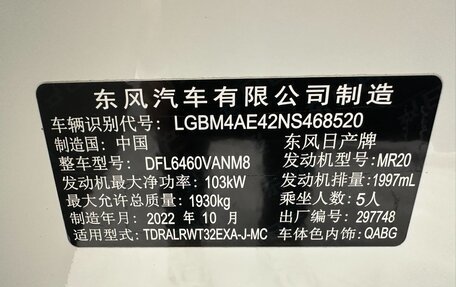 东风汽车有限公司制造
车辆识别代号: LGBM4AE42NS468520
制造国: 中国 东风日产牌
整车型号: DFL6460VANM8 发动机型号: MR20
发动机最大净功率: 103kW 发动机排量: 1997mL
最大允许总质量: 1930kg 乘坐人数: 5人
制造年月: 2022 年 10 月 出厂编号: 297748
适用型式: TDRALRWT32EXA-J-MC 车体色内饰: QABG